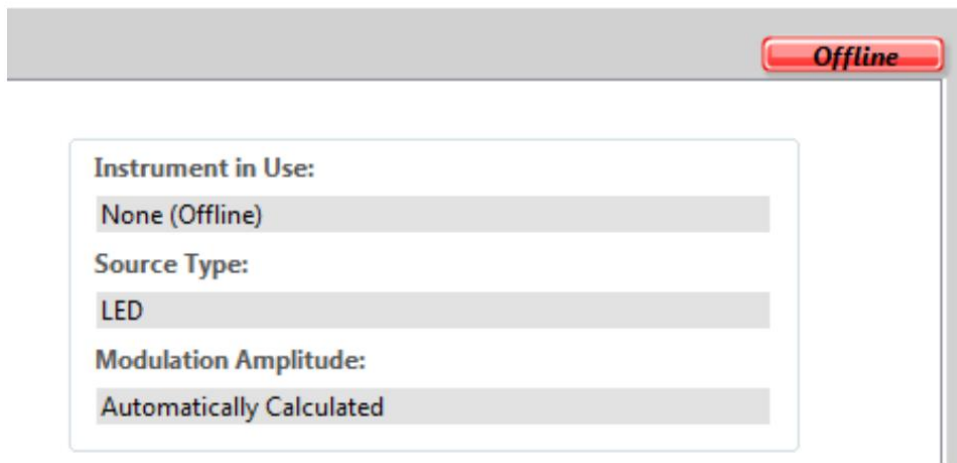 Offline
Instrument in Use:
None (Offline)
Source Type:
LED
Modulation Amplitude:
Automatically Calculated